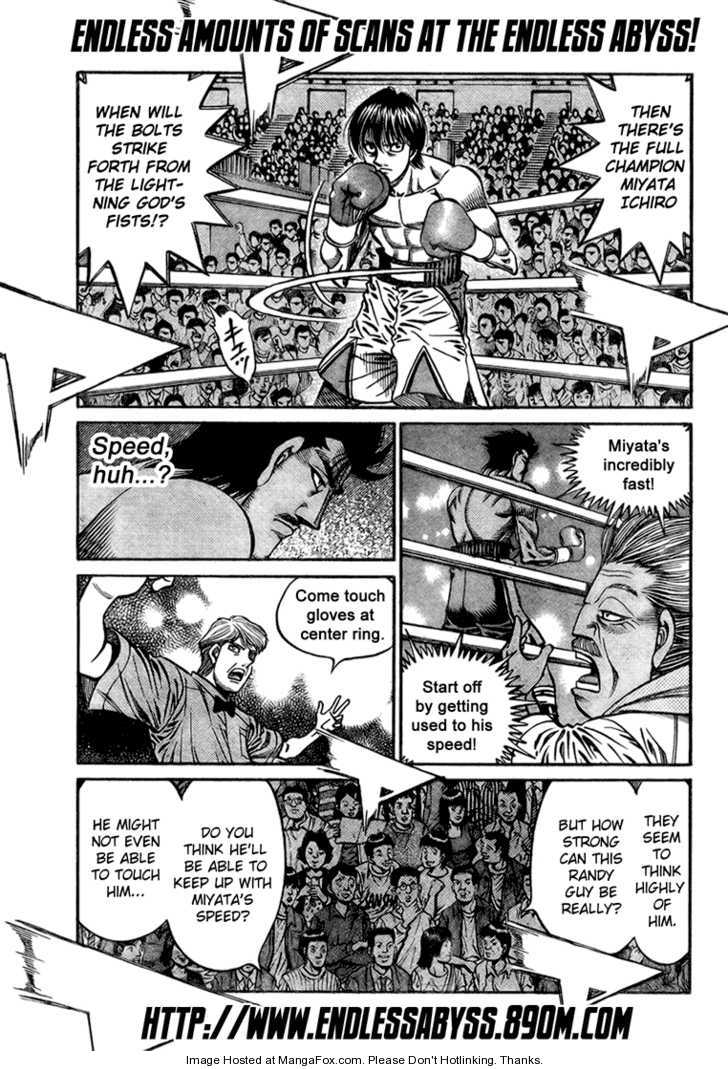 ENDLESS AMOUNTS OF SCANS AT THE ENDLESS ABYSS!
THEN
THERE'S
THE FULL
CHAMPION
MIYATA
ICHIRO
WHEN WILL
THE BOLTS
STRIKE
FORTH FROM
THE LIGHT-
NING GOD'S
FISTS!?
Miyata's
incredibly
fast!
Start off
by getting
used to his
speed!
Speed,
huh...?
Come touch
gloves at
center ring.
THEY
SEEM
TO
THINK
HIGHLY
OF
HIM.
BUT HOW
STRONG
CAN THIS
RANDY
GUY BE
REALLY?
DO YOU
THINK HE'LL
BE ABLE TO
KEEP UP WITH
MIYATA'S
SPEED?
HE MIGHT
NOT EVEN
BE ABLE
TO TOUCH
HIM...
HTTP://WWW.ENDLESSABYSS.890M.COM
Image Hosted at MangaFox.com. Please Don't Hotlinking. Thanks.